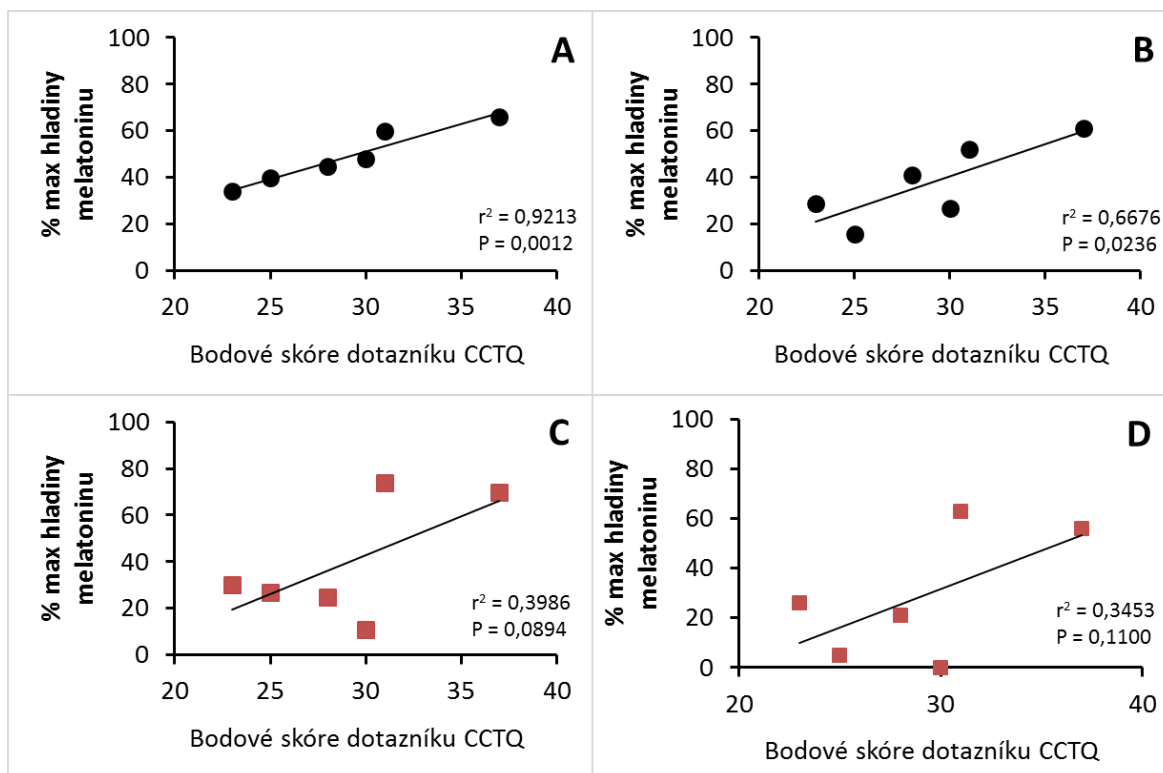 A
% max hladiny
melatoninu
100
80
60
40
20
0
r² = 0,9213
P = 0,0012
20 25 30 35 40
Bodové skóre dotazníku CCTQ
B
% max hladiny
melatoninu
100
80
60
40
20
0
r² = 0,6676
P = 0,0236
20 25 30 35 40
Bodové skóre dotazníku CCTQ
C
% max hladiny
melatoninu
100
80
60
40
20
0
r² = 0,3986
P = 0,0894
20 25 30 35 40
Bodové skóre dotazníku CCTQ
D
% max hladiny
melatoninu
100
80
60
40
20
0
r² = 0,3453
P = 0,1100
20 30 40
Bodové skóre dotazníku CCTQ